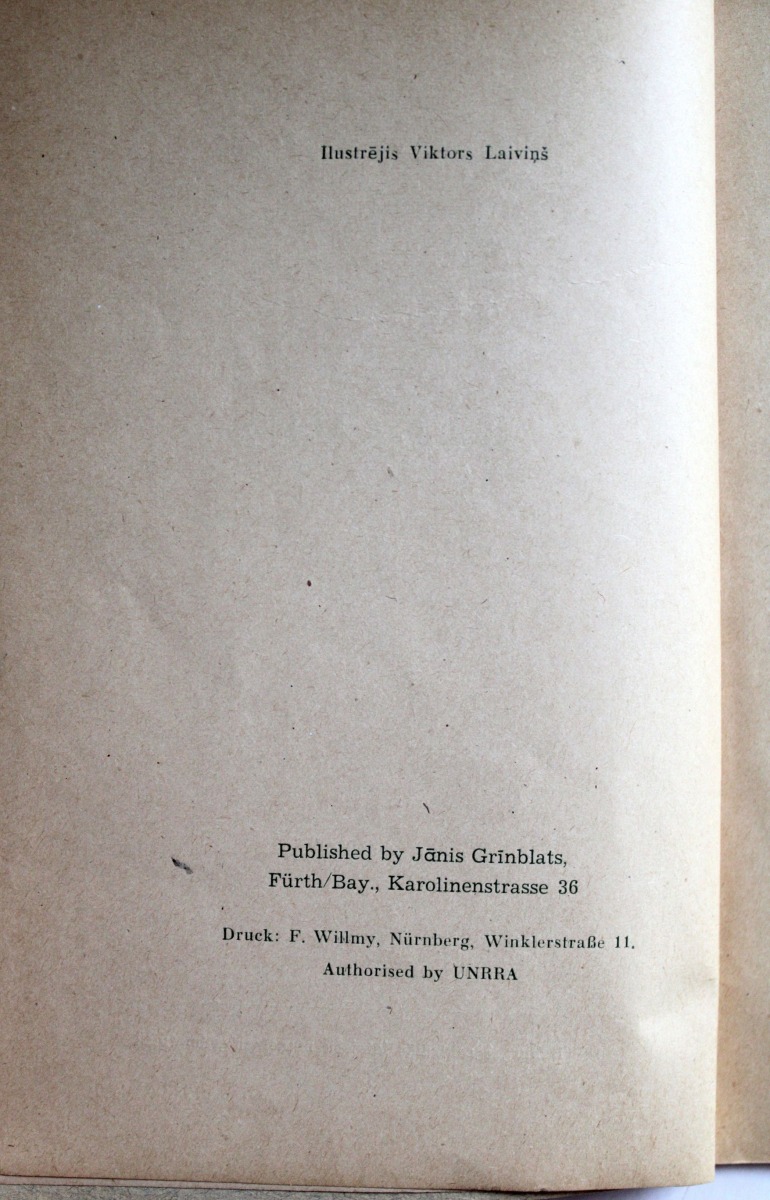 Ilustrējis Viktors Laiviņš
Published by Jānis Grīnblats,
Fürth/Bay., Karolinenstrasse 36
Druck: F. Willmy, Nürnberg, Winklerstraße 11.
Authorised by UNRRA